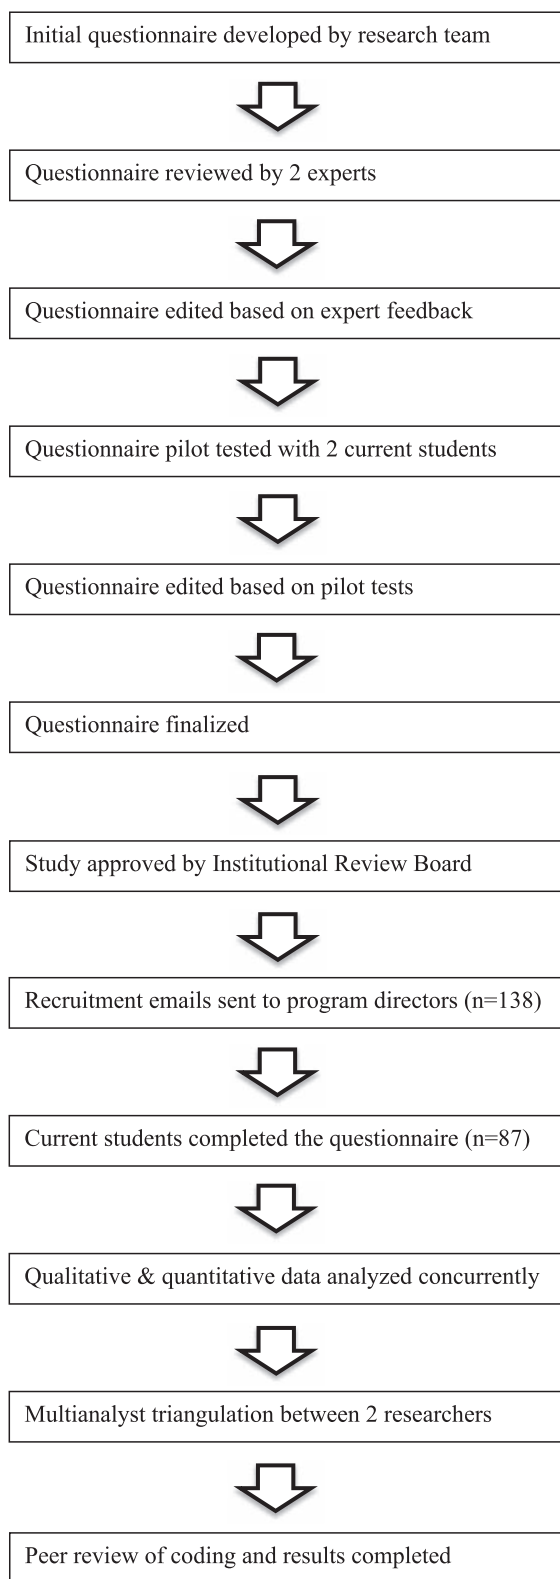 Initial questionnaire developed by research team
Questionnaire reviewed by 2 experts
Questionnaire edited based on expert feedback
Questionnaire pilot tested with 2 current students
Questionnaire edited based on pilot tests
Questionnaire finalized
Study approved by Institutional Review Board
Recruitment emails sent to program directors (n=138)
Current students completed the questionnaire (n=87)
Qualitative & quantitative data analyzed concurrently
Multianalyst triangulation between 2 researchers
Peer review of coding and results completed